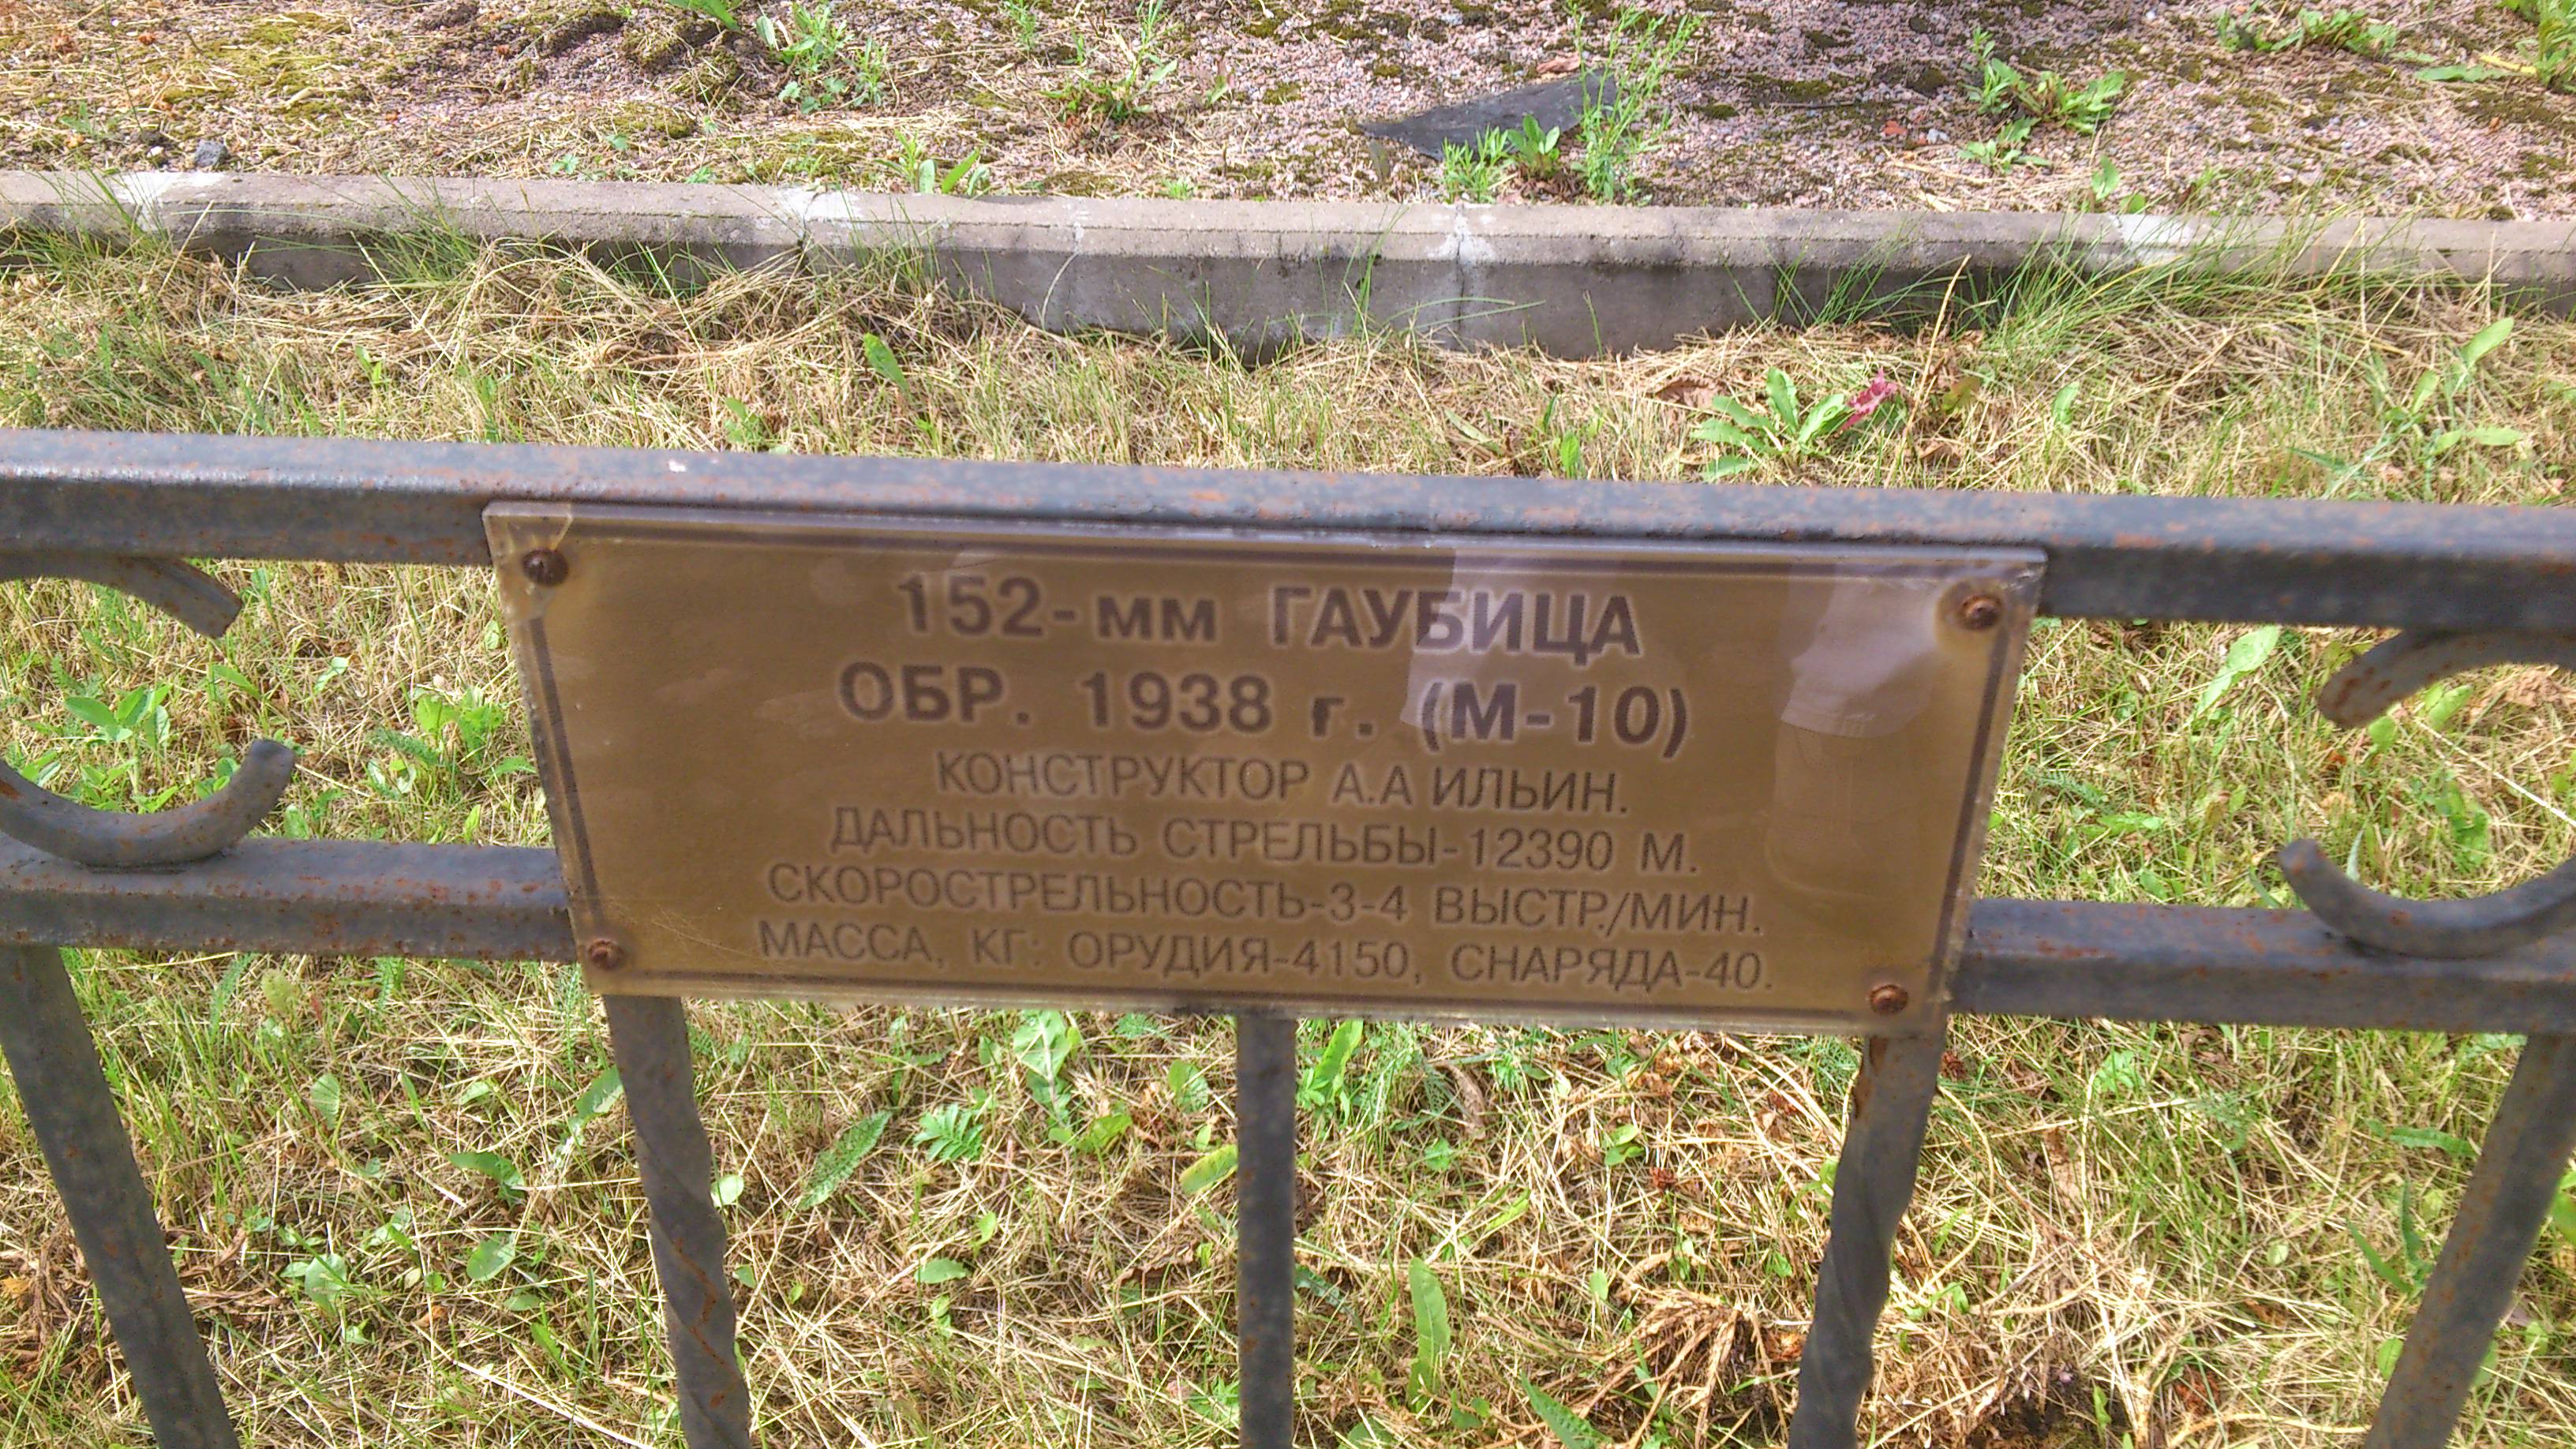 152-мм ГАУБИЦА
ОБР. 1938 г. (М-10)
КОНСТРУКТОР А.А ИЛЬИН.
ДАЛЬНОСТЬ СТРЕЛЬБЫ-12390 М.
СКОРОСТРЕЛЬНОСТЬ-3-4 ВЫСТР./МИН.
МАССА, КГ: ОРУДИЯ-4150, СНАРЯДА-40.